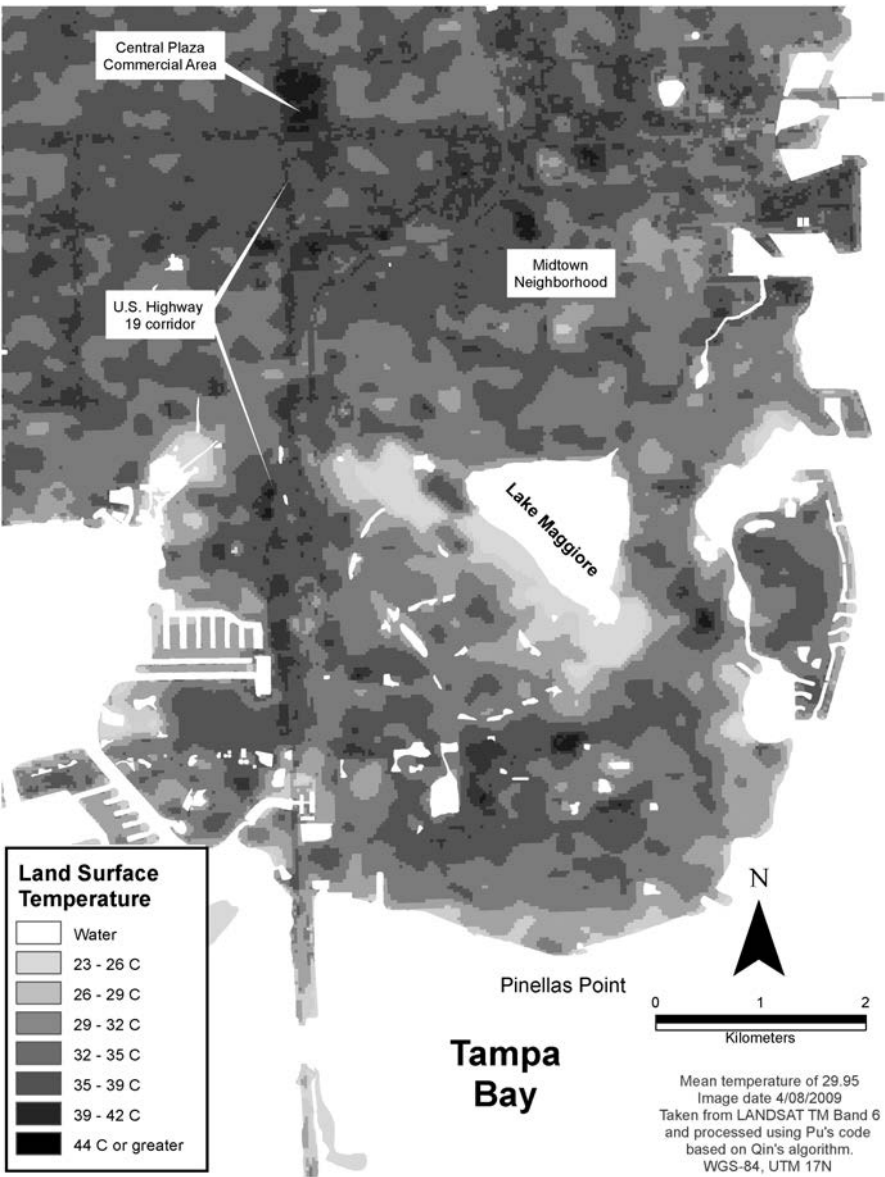 Central Plaza
Commercial Area
Midtown
Neighborhood
U.S. Highway
19 corridor
Lake Maggiore
Land Surface
Temperature
Water
23 - 26 C
26 - 29 C
29 - 32 C
32 - 35 C
35 - 39 C
39 - 42 C
44 C or greater
N
Pinellas Point
0 1 2
Kilometers
Tampa
Bay
Mean temperature of 29.95
Image date 4/08/2009
Taken from LANDSAT TM Band 6
and processed using Pu's code
based on Qin's algorithm.
WGS-84, UTM 17N